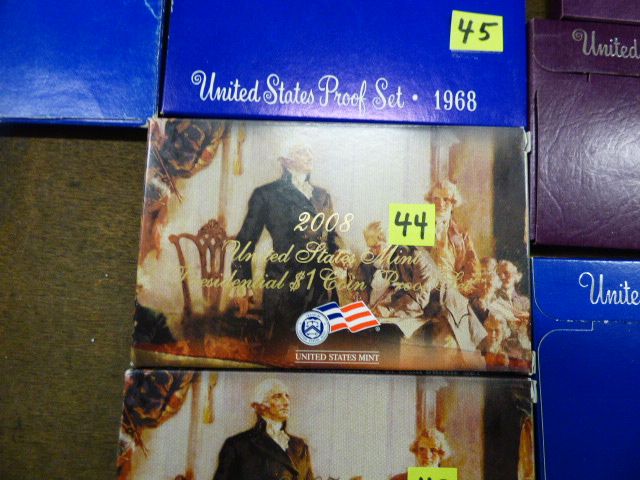 45
United States Proof Set · 1968
United
2008
44
United States Mint
Presidential $1 Coin Proof Set
United
UNITED STATES MINT